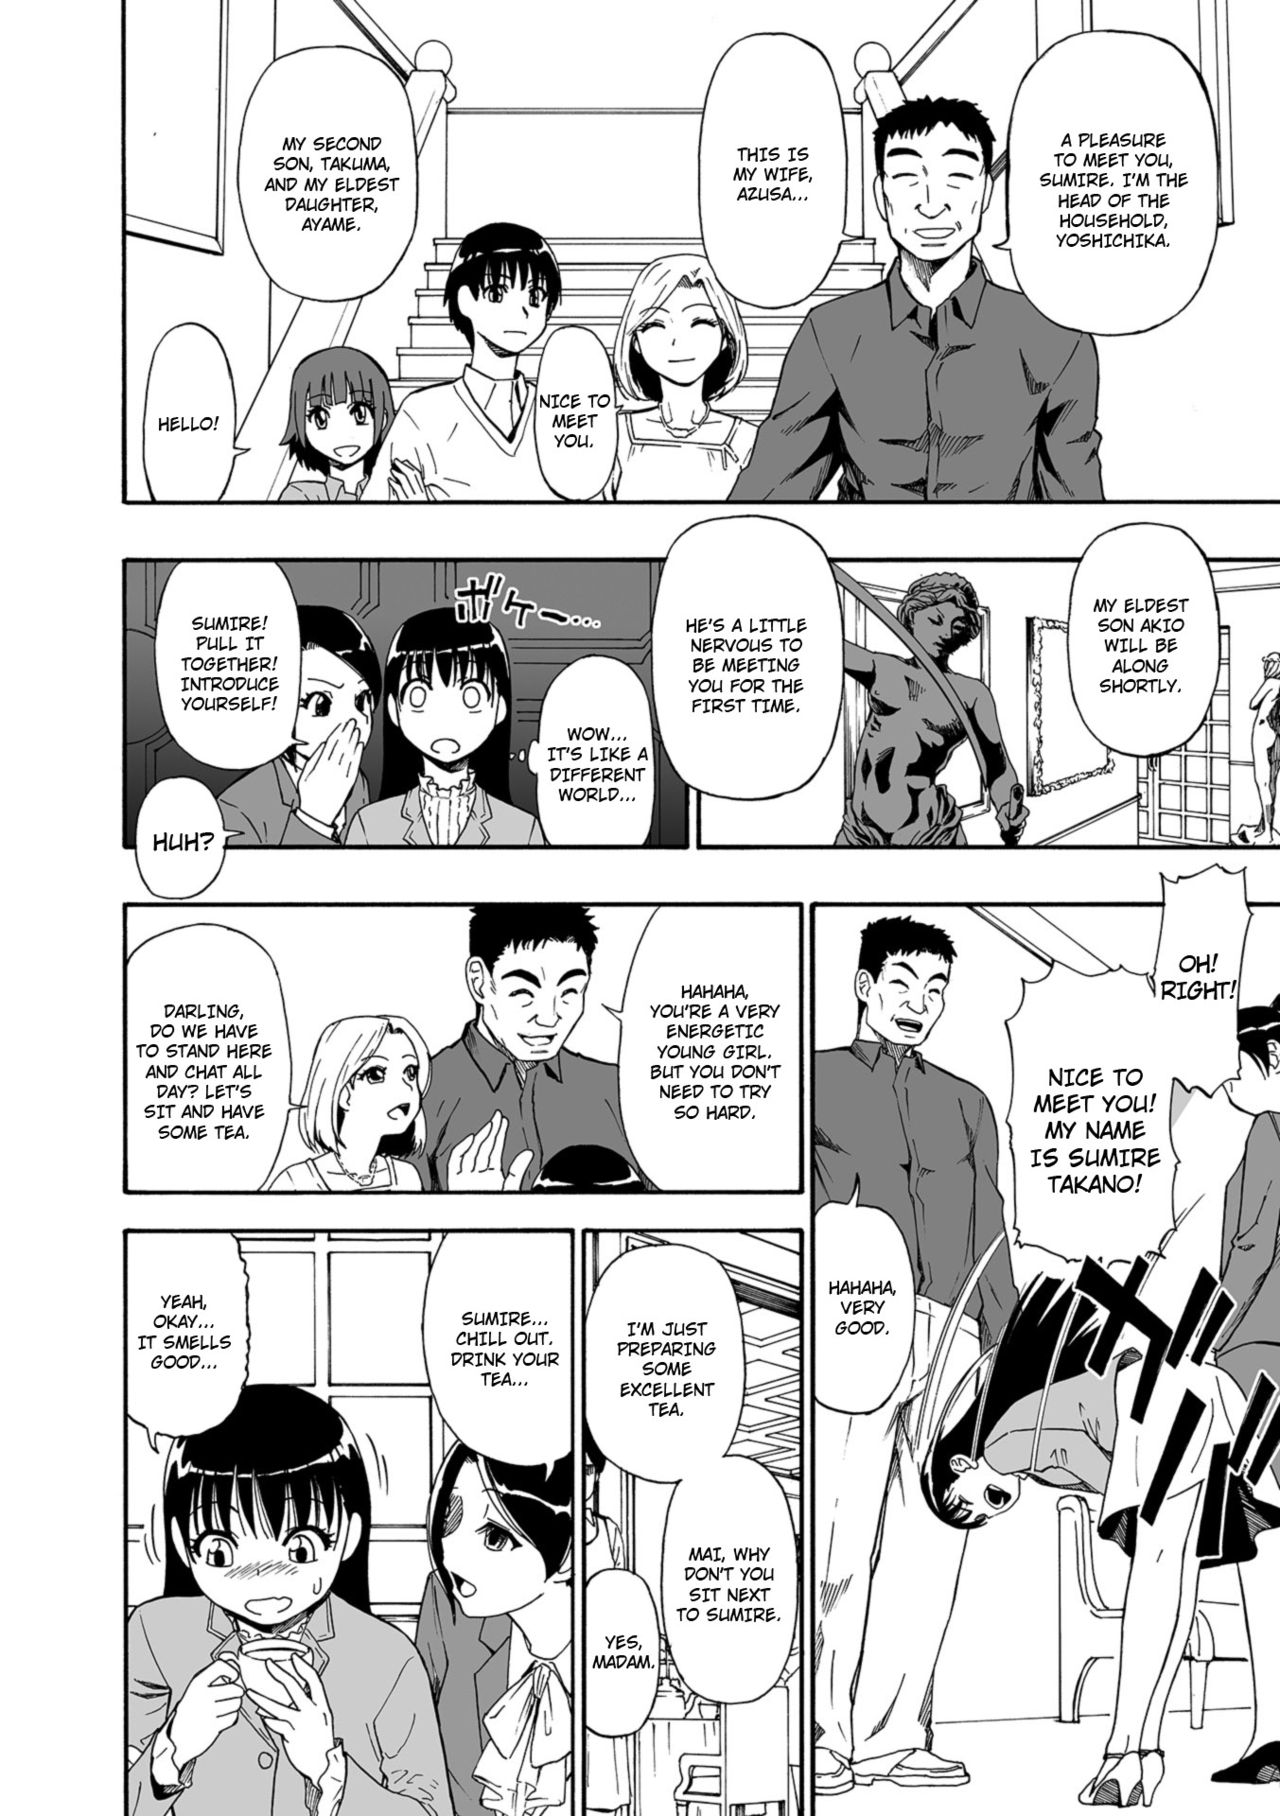 A PLEASURE
TO MEET YOU,
SUMIRE. I'M THE
HEAD OF THE
HOUSEHOLD,
YOSHICHIKA.
THIS IS
MY WIFE,
AZUSA...
NICE TO
MEET
YOU.
MY SECOND
SON, TAKUMA,
AND MY ELDEST
DAUGHTER,
AYAME.
HELLO!
MY ELDEST
SON AKIO
WILL BE
ALONG
SHORTLY.
HE'S A LITTLE
NERVOUS TO
BE MEETING
YOU FOR THE
FIRST TIME.
ボケー…
WOW...
IT'S LIKE A
DIFFERENT
WORLD...
SUMIRE!
PULL IT
TOGETHER!
INTRODUCE
YOURSELF!
HUH?
OH!
RIGHT!
NICE TO
MEET YOU!
MY NAME
IS SUMIRE
TAKANO!
ガバ!!
HAHAHA,
VERY
GOOD.
HAHAHA,
YOU'RE A VERY
ENERGETIC
YOUNG GIRL.
BUT YOU DON'T
NEED TO TRY
SO HARD.
DARLING,
DO WE HAVE
TO STAND HERE
AND CHAT ALL
DAY? LET'S
SIT AND HAVE
SOME TEA.
I'M JUST
PREPARING
SOME
EXCELLENT
TEA.
MAI, WHY
DON'T YOU
SIT NEXT
TO SUMIRE.
YES,
MADAM.
SUMIRE...
CHILL OUT.
DRINK YOUR
TEA...
YEAH,
OKAY...
IT SMELLS
GOOD...